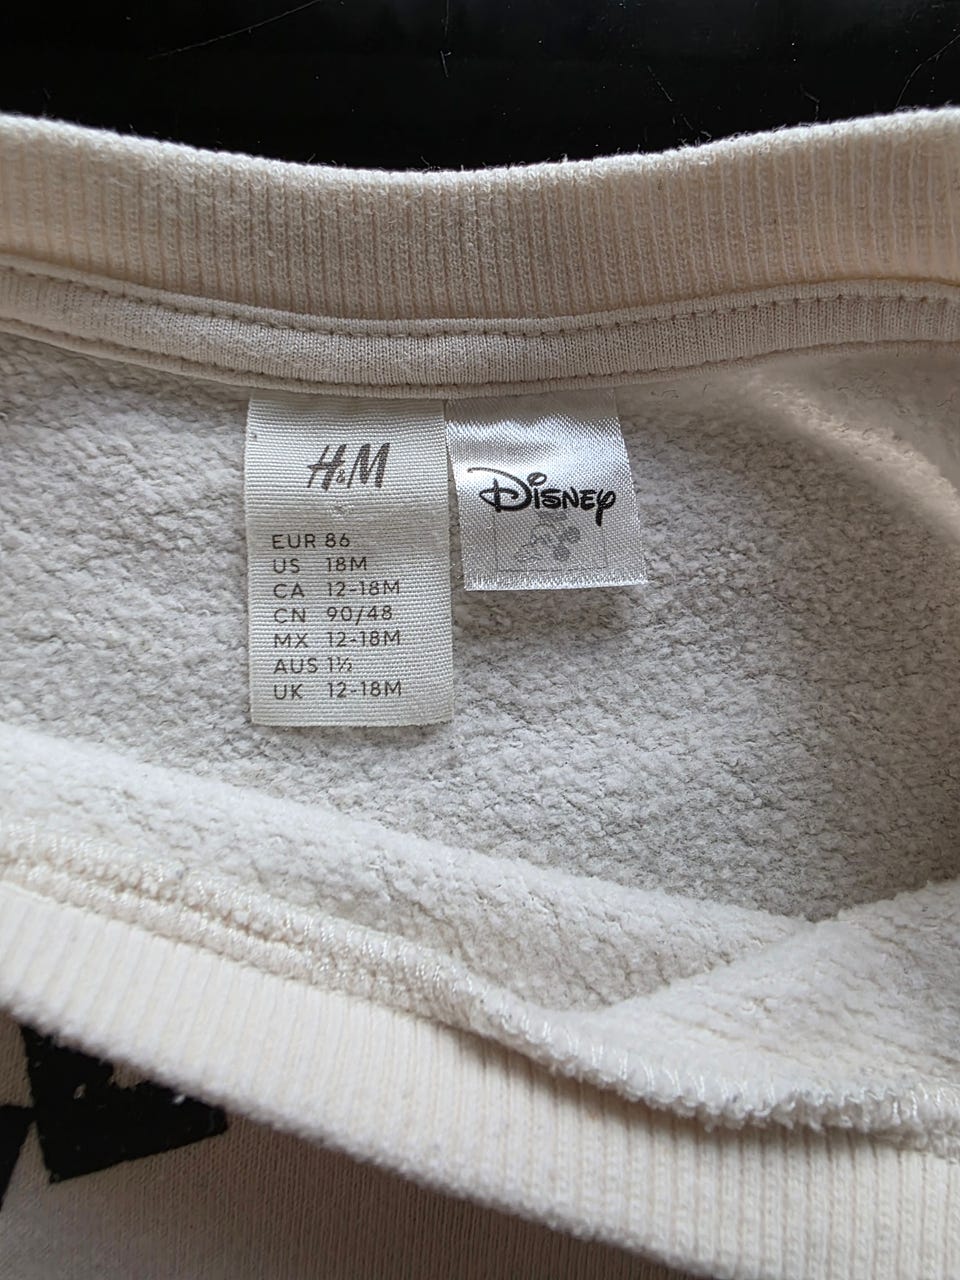 H&M
EUR 86
US 18M
CA 12-18M
CN 90/48
MX 12-18M
AUS 1½
UK 12-18M
Disney